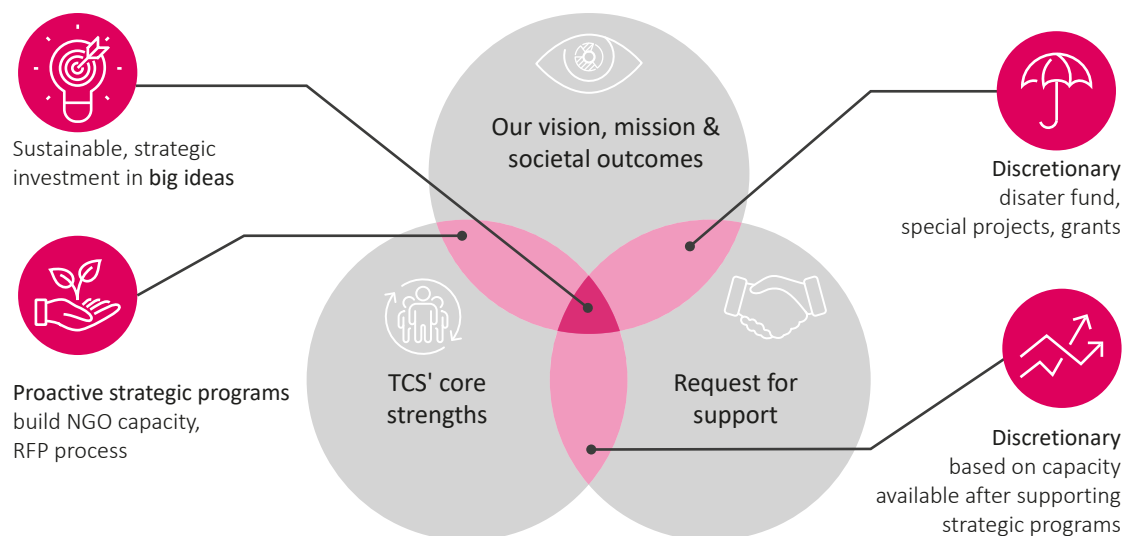 Our vision, mission &
societal outcomes
Sustainable, strategic
investment in big ideas
Discretionary
disater fund,
special projects, grants
TCS' core
strengths
Request for
support
Proactive strategic programs
build NGO capacity,
RFP process
Discretionary
based on capacity
available after supporting
strategic programs